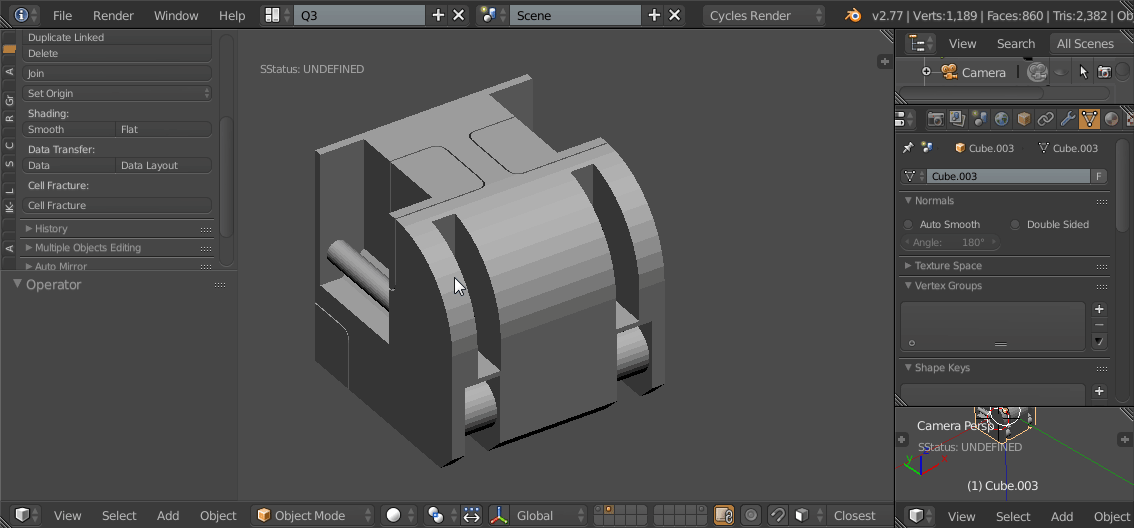 File Render Window Help Q3 Scene Cycles Render v2.77 | Verts:1,189 | Faces:860 | Tris:2,382 | Ob
Duplicate Linked
Delete
Join
Set Origin
Shading:
Smooth Flat
Data Transfer:
Data Data Layout
Cell Fracture:
Cell Fracture
History
Multiple Objects Editing
Auto Mirror
Operator
A
Gr
R
C
S
L
A
SStatus: UNDEFINED
View Search All Scenes
Camera
Cube.003 Cube.003
Cube.003 F
Normals
Auto Smooth Double Sided
Angle: 180°
Texture Space
Vertex Groups
Shape Keys
Camera Persp
SStatus: UNDEFINED
y
(1) Cube.003
View Select Add Object Object Mode Global Closest
View Select Add Object